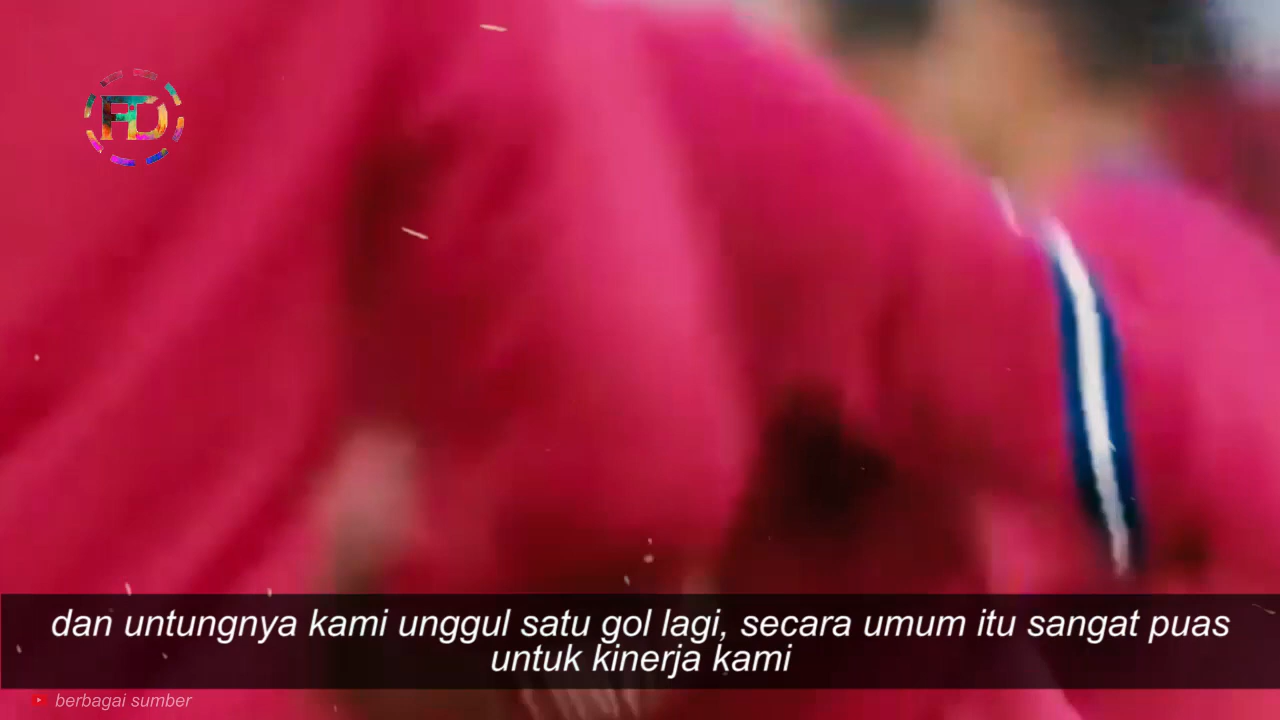 FD
dan untungnya kami unggul satu gol lagi, secara umum itu sangat puas
untuk kinerja kami
berbagai sumber